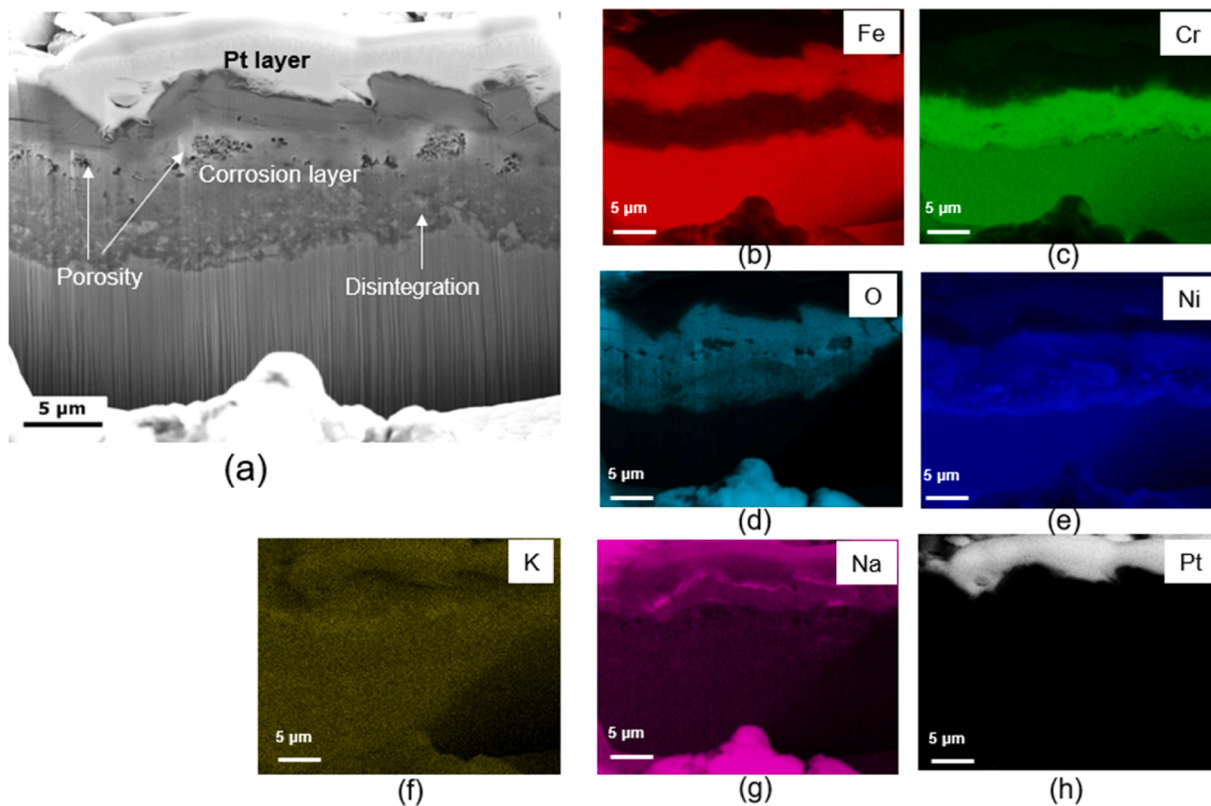 Pt layer
Corrosion layer
Porosity
Disintegration
5 µm
(a)
Fe
5 µm
(b)
Cr
5 µm
(c)
O
5 µm
(d)
Ni
5 µm
(e)
K
5 µm
(f)
Na
5 µm
(g)
Pt
5 µm
(h)